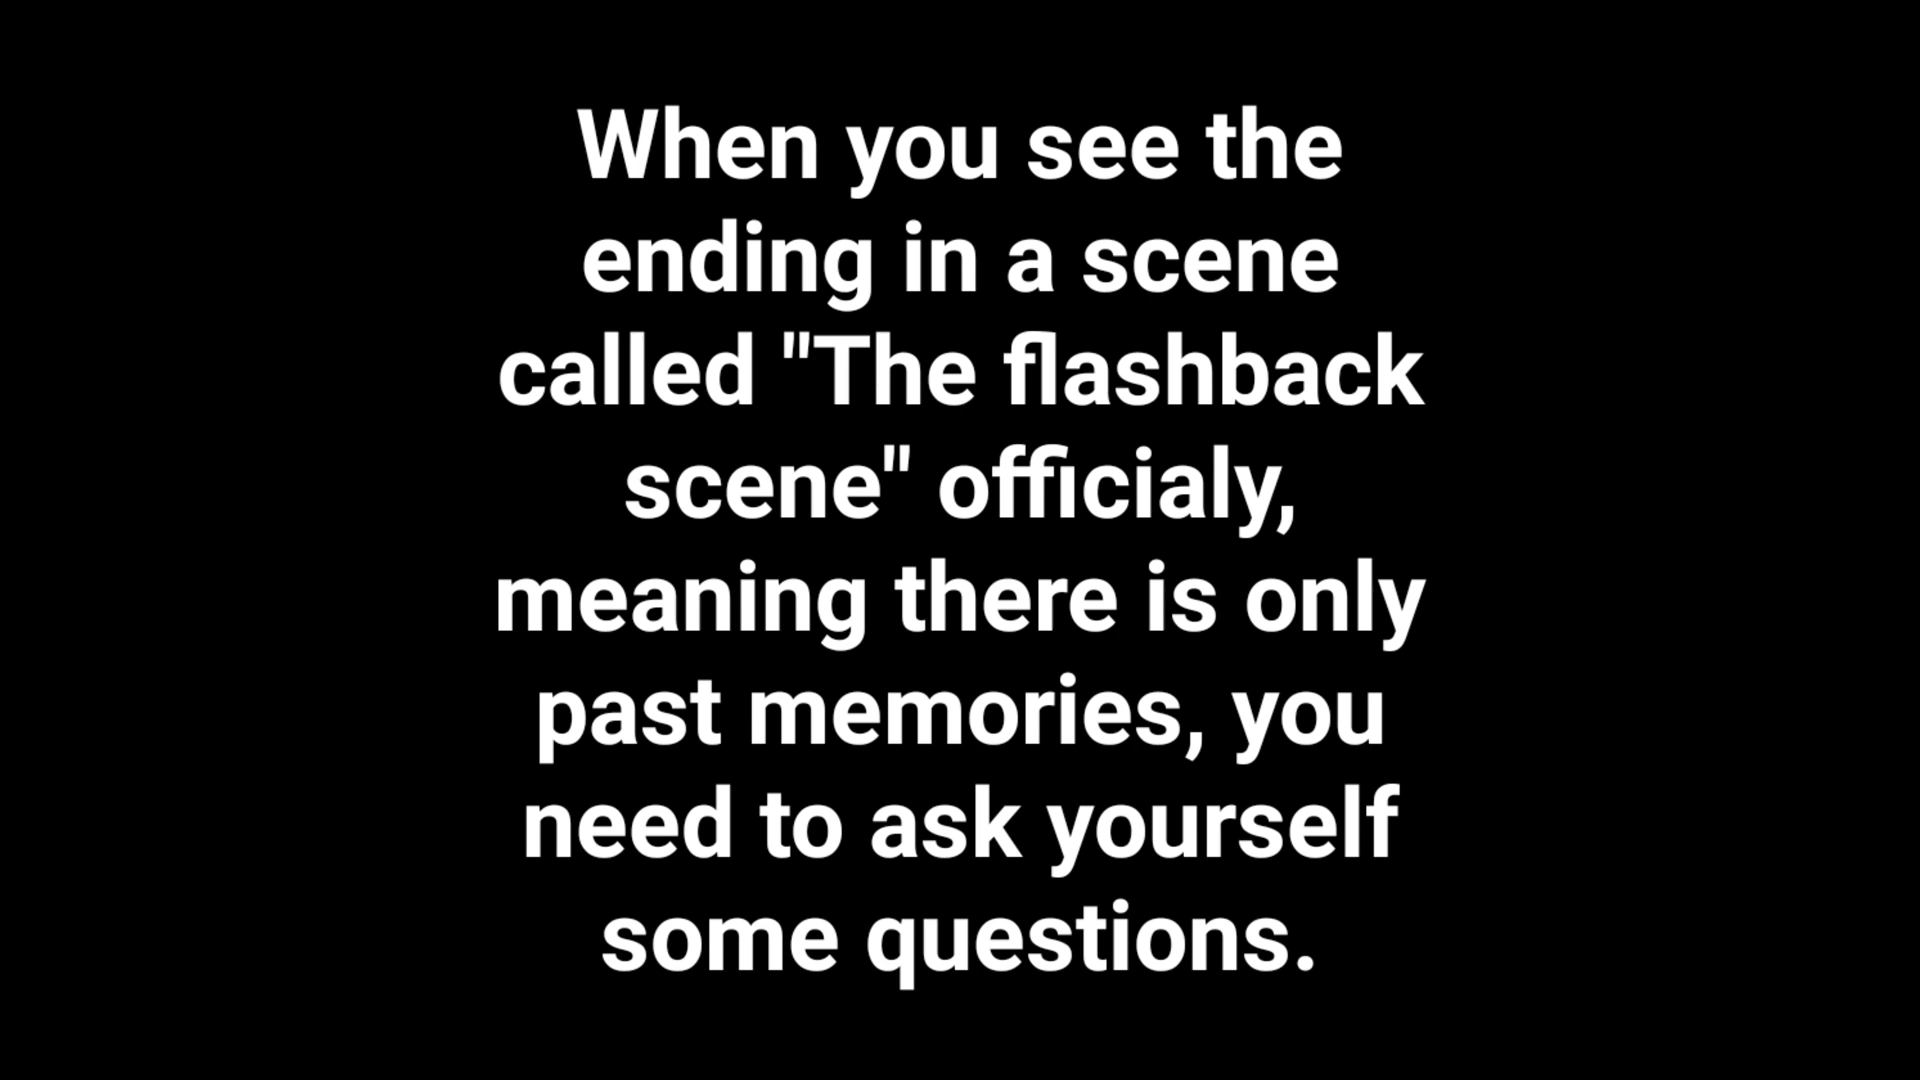 When you see the
ending in a scene
called "The flashback
scene" officialy,
meaning there is only
past memories, you
need to ask yourself
some questions.